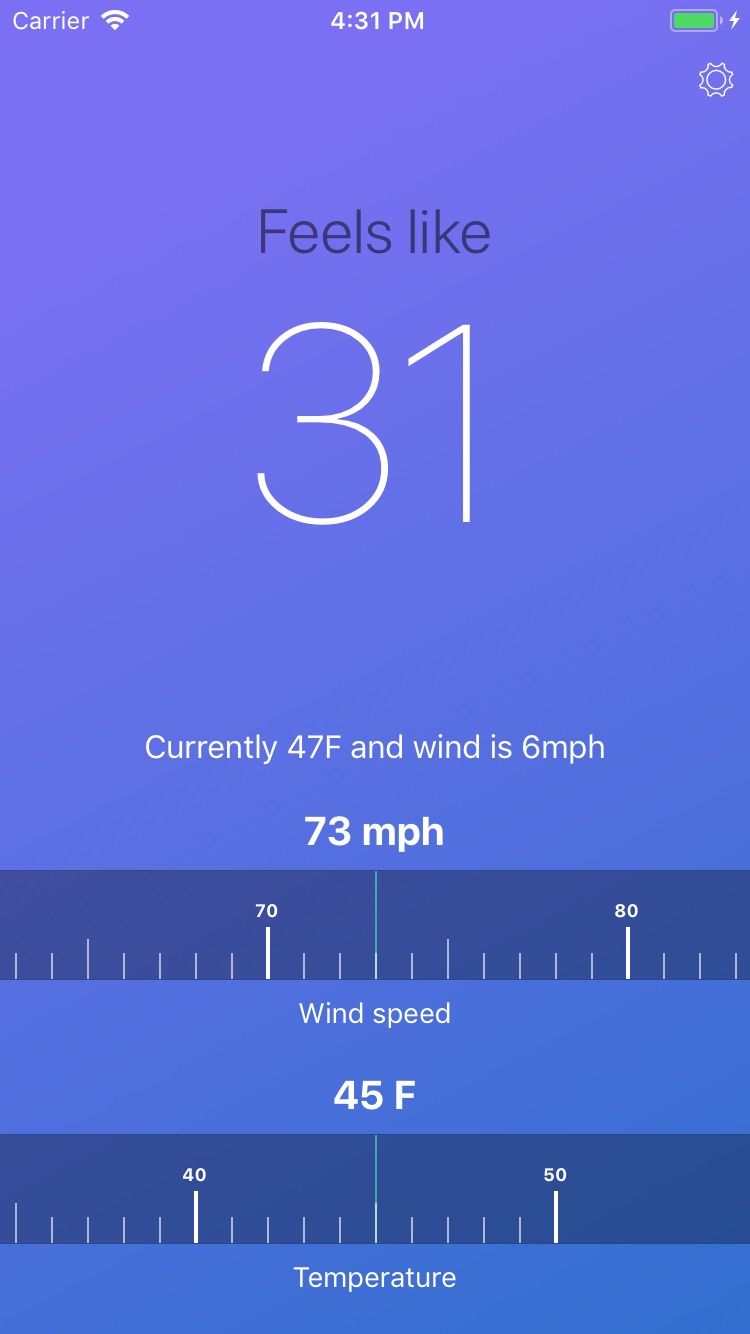 Carrier 4:31 PM
Feels like
31
Currently 47F and wind is 6mph
73 mph
70 80
Wind speed
45 F
40 50
Temperature